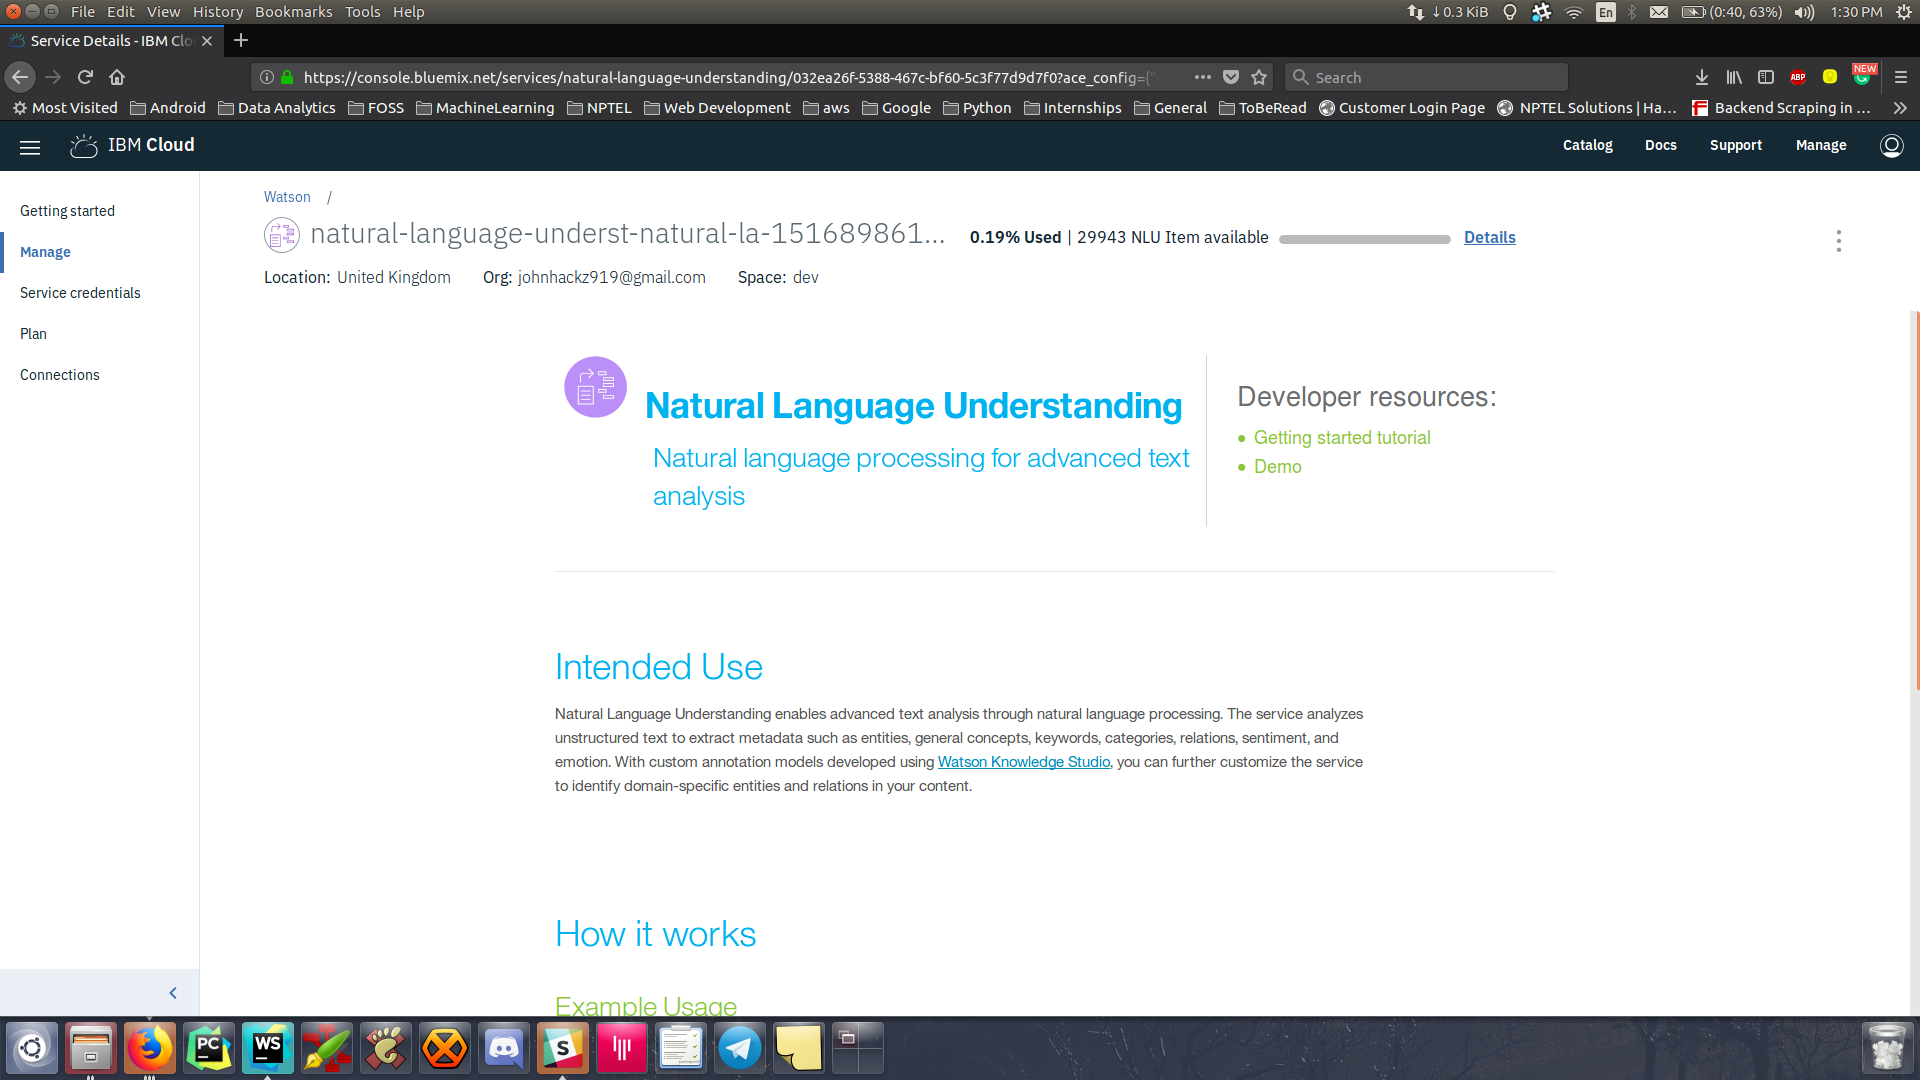 File Edit View History Bookmarks Tools Help
↓0.3 KiB En (0:40, 63%) 1:30 PM
Service Details - IBM Clo
https://console.bluemix.net/services/natural-language-understanding/032ea26f-5388-467c-bf60-5c3f77d9d7f0?ace_config={"
Search
ABP NEW
Most Visited Android Data Analytics FOSS MachineLearning NPTEL Web Development aws Google Python Internships General ToBeRead Customer Login Page NPTEL Solutions | Ha... Backend Scraping in ...
IBM Cloud
Catalog Docs Support Manage
Getting started
Manage
Service credentials
Plan
Connections
Watson /
natural-language-underst-natural-la-151689861...
0.19% Used | 29943 NLU Item available Details
Location: United Kingdom Org: johnhackz919@gmail.com Space: dev
Natural Language Understanding
Natural language processing for advanced text
analysis
Developer resources:
Getting started tutorial
Demo
Intended Use
Natural Language Understanding enables advanced text analysis through natural language processing. The service analyzes
unstructured text to extract metadata such as entities, general concepts, keywords, categories, relations, sentiment, and
emotion. With custom annotation models developed using Watson Knowledge Studio, you can further customize the service
to identify domain-specific entities and relations in your content.
How it works
Example Usage
PC WS S